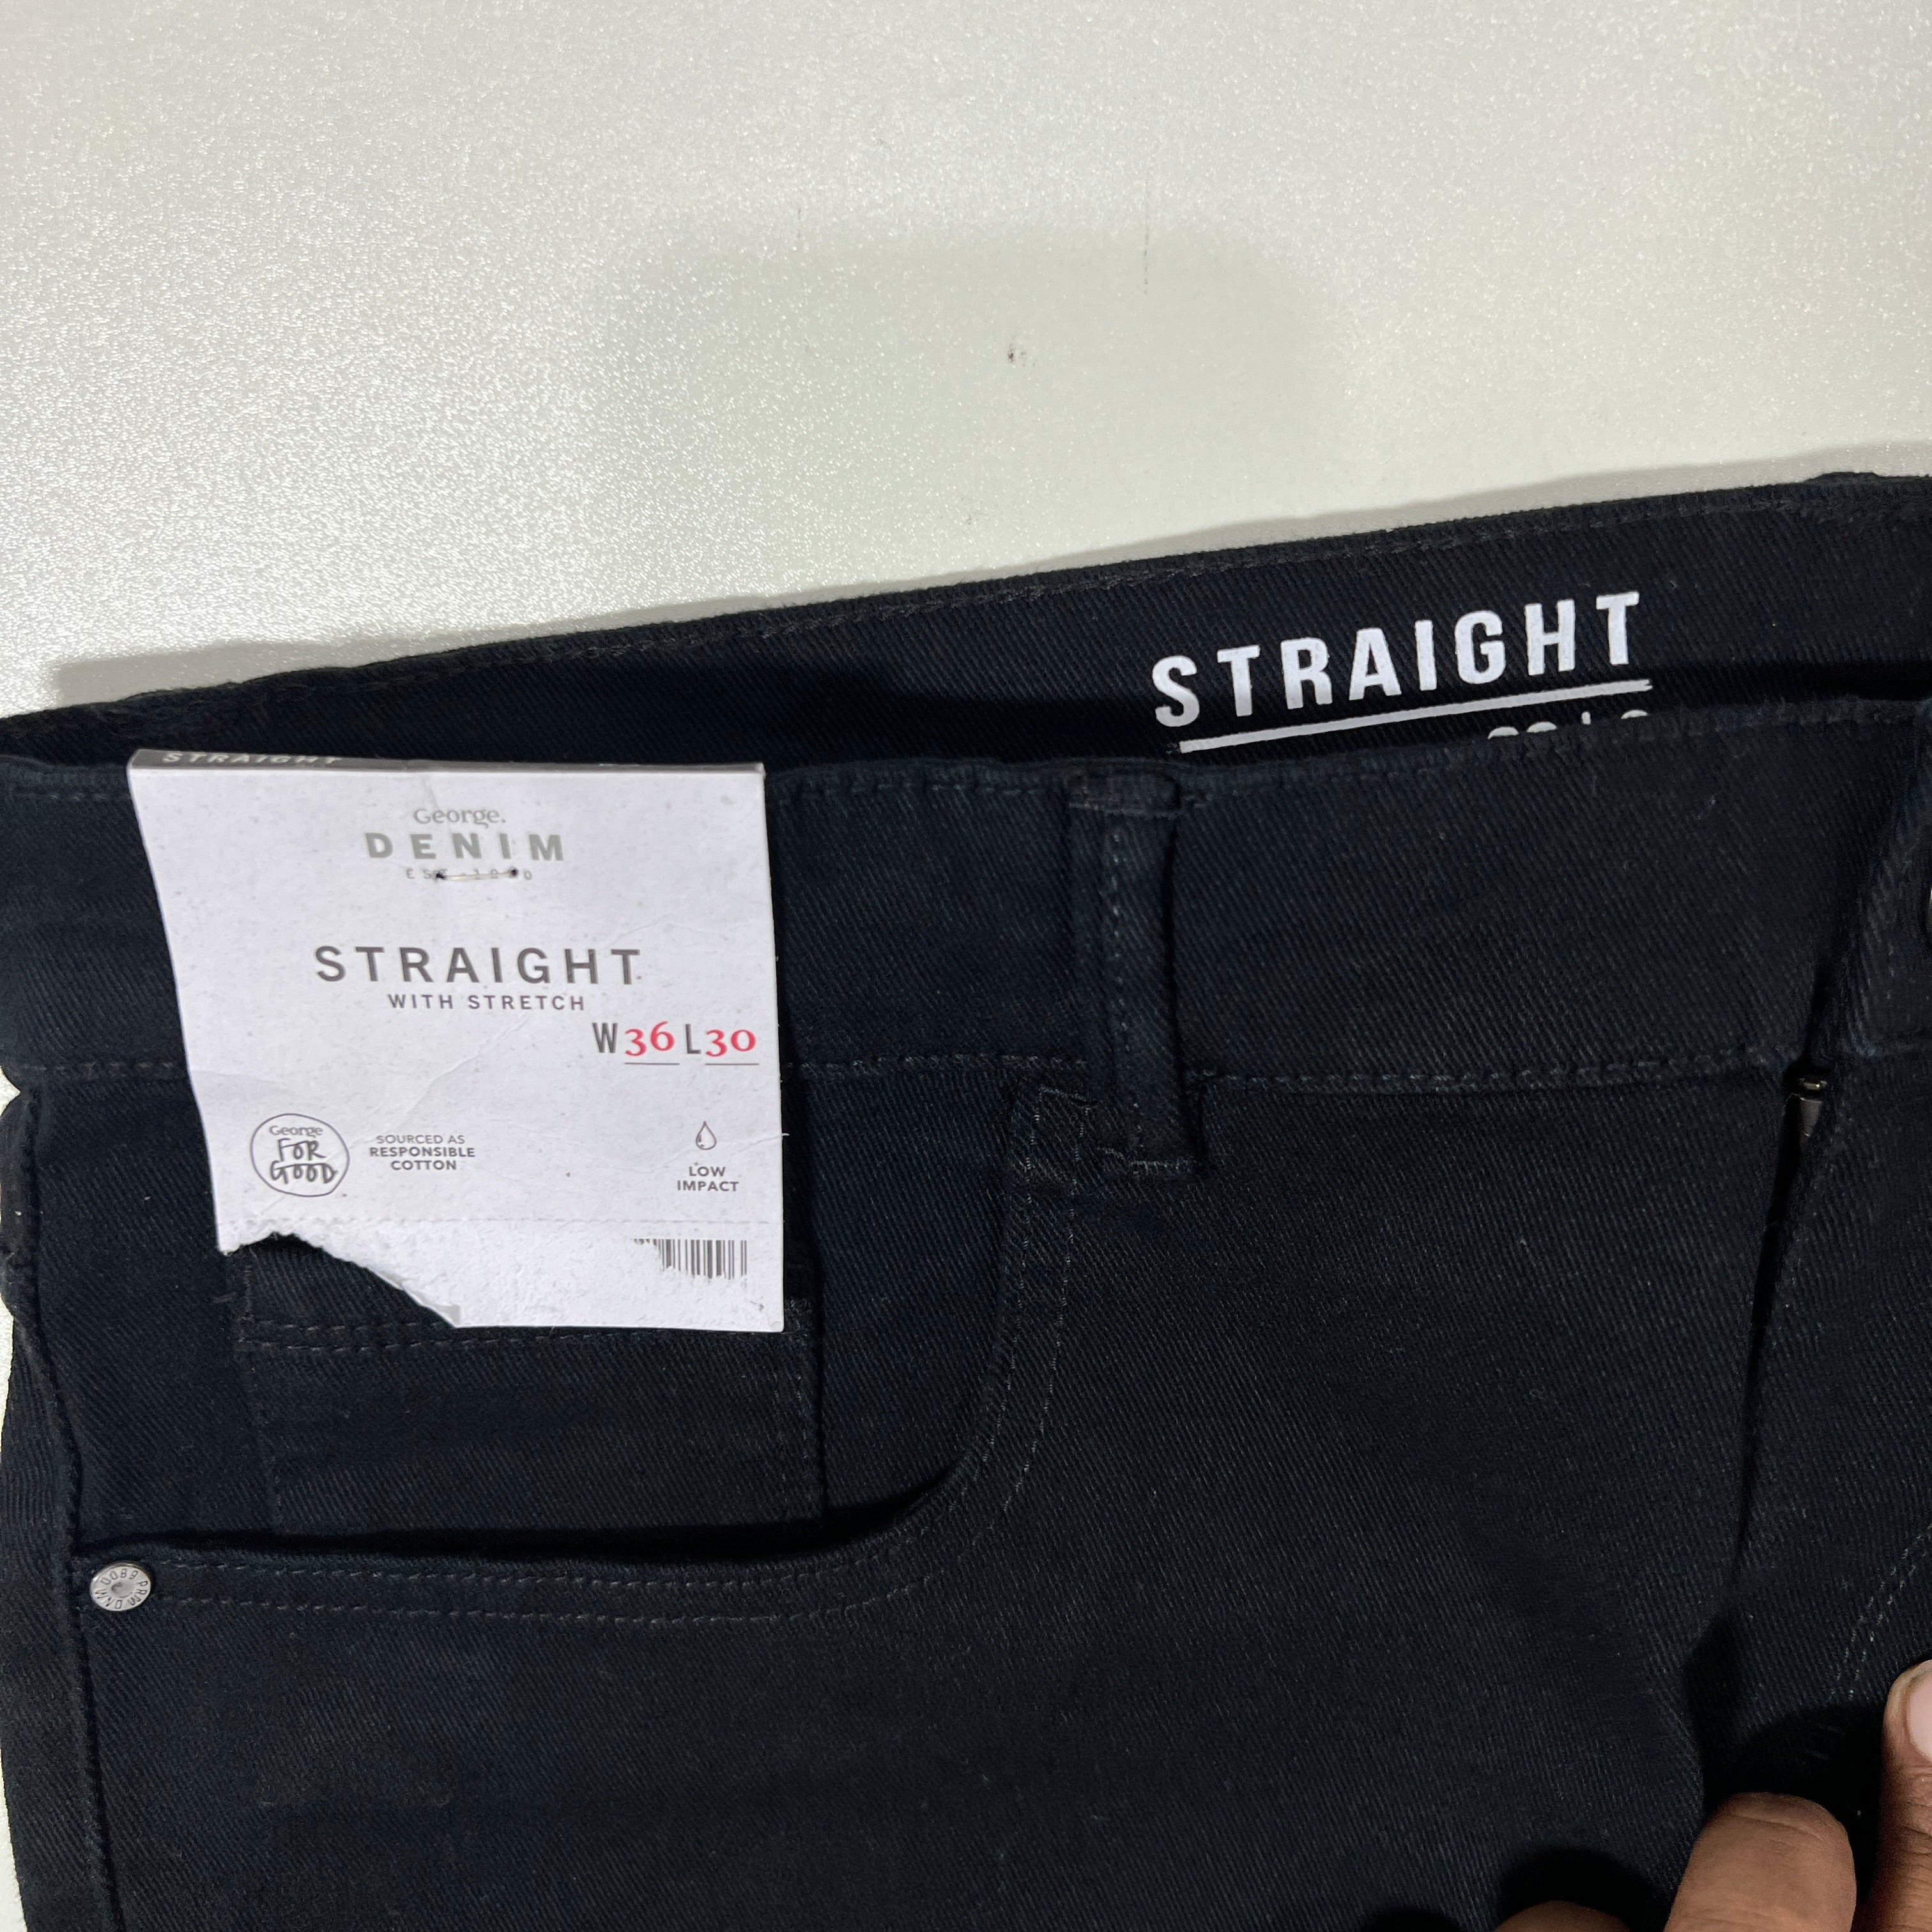 STRAIGHT
STRAIGHT
George.
DENIM
STRAIGHT
WITH STRETCH
W36 L30
George
FOR
GOOD
SOURCED AS
RESPONSIBLE
COTTON
LOW
IMPACT